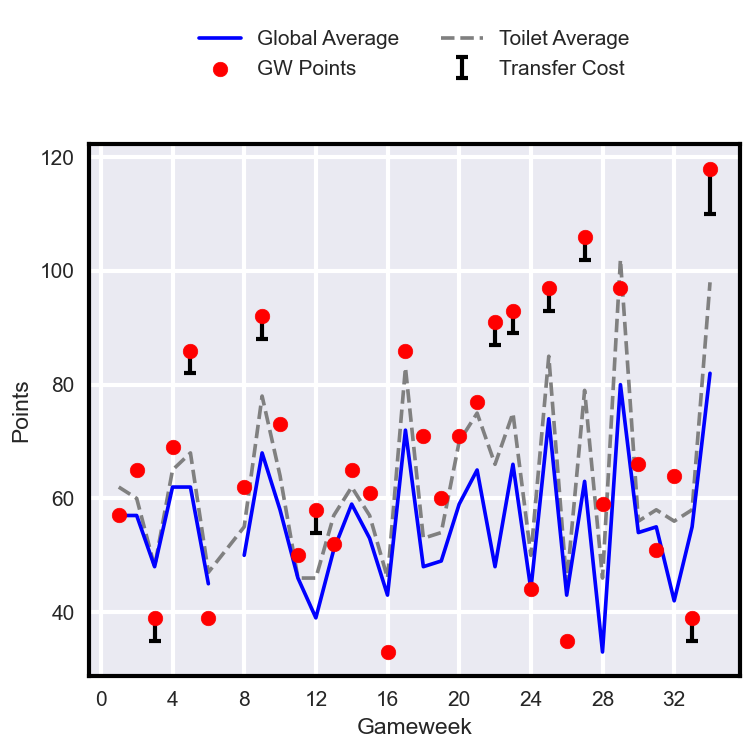 Global Average
Toilet Average
GW Points
Transfer Cost
120
100
80
60
40
Points
0 4 8 12 16 20 24 28 32
Gameweek